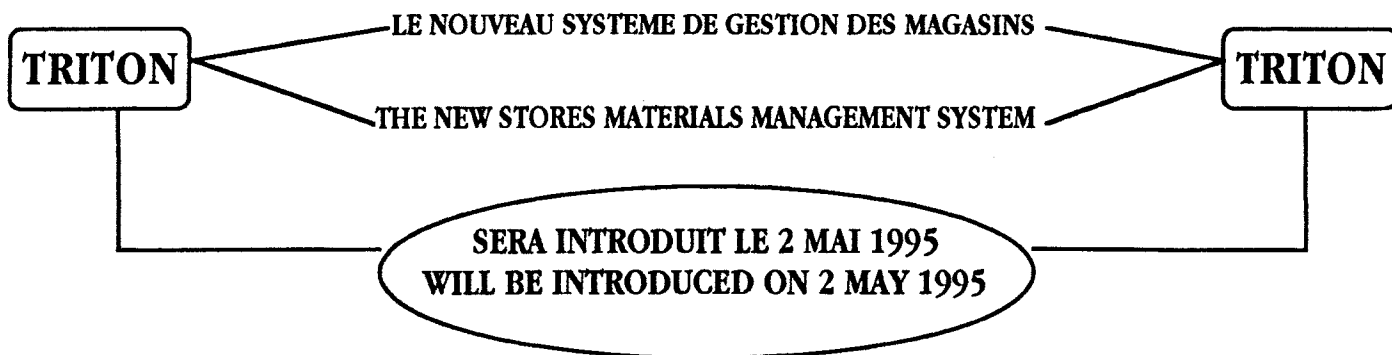 LE NOUVEAU SYSTEME DE GESTION DES MAGASINS
TRITON
TRITON
THE NEW STORES MATERIALS MANAGEMENT SYSTEM
SERA INTRODUIT LE 2 MAI 1995
WILL BE INTRODUCED ON 2 MAY 1995